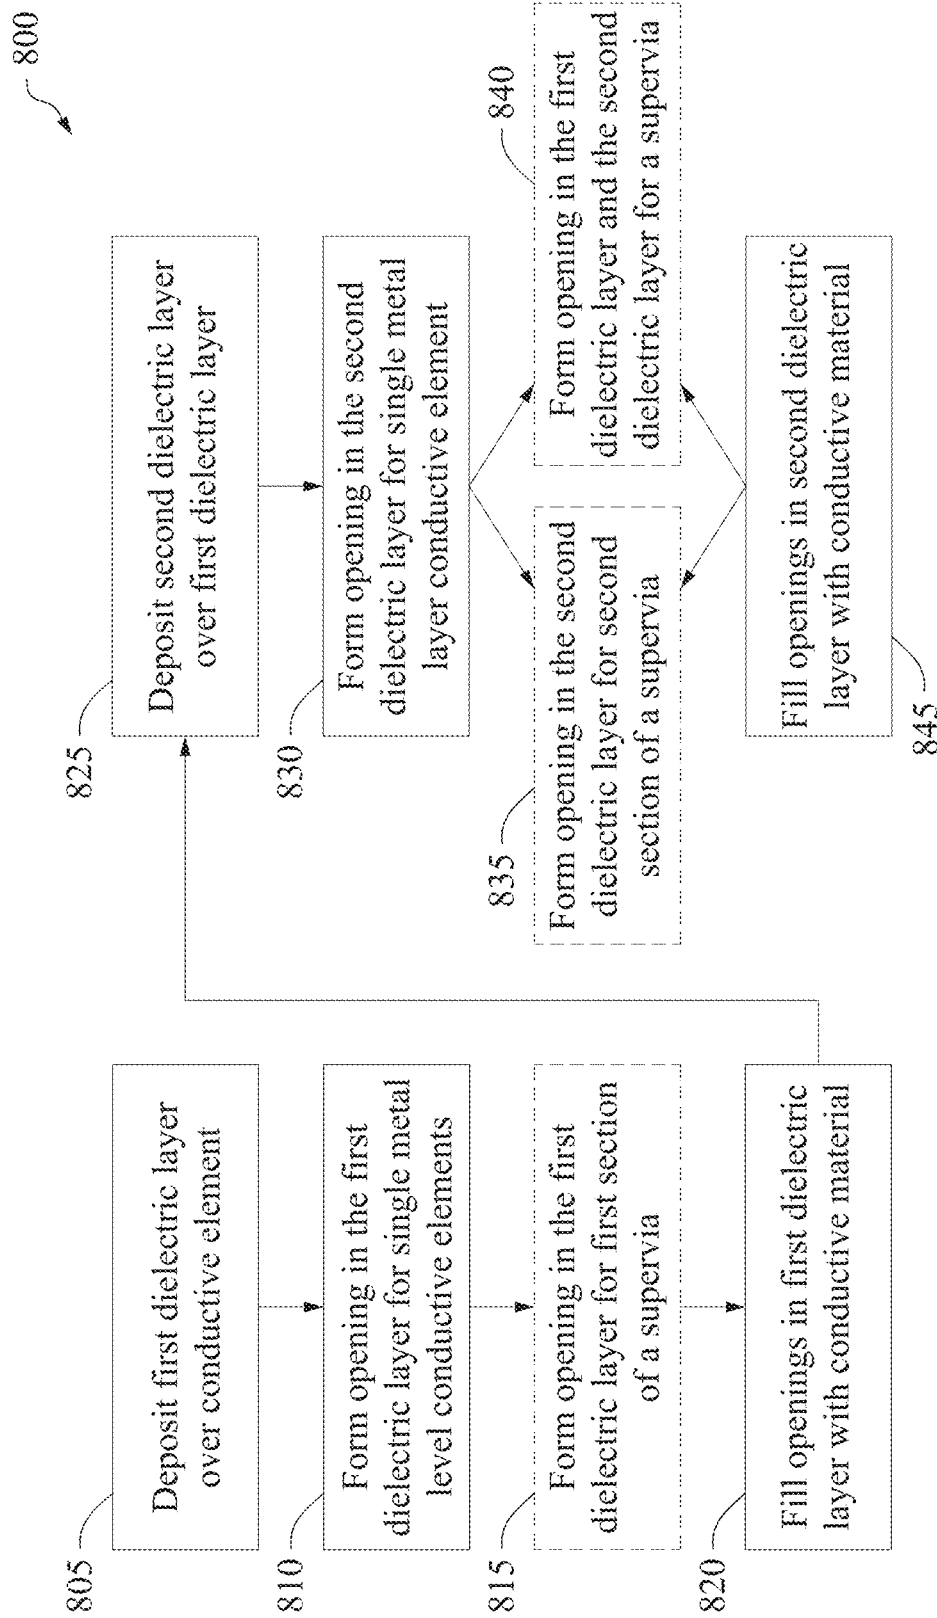 800
805
Deposit first dielectric layer
over conductive element
810
Form opening in the first
dielectric layer for single metal
level conductive elements
815
Form opening in the first
dielectric layer for first section
of a supervia
820
Fill openings in first dielectric
layer with conductive material
825
Deposit second dielectric layer
over first dielectric layer
830
Form opening in the second
dielectric layer for single metal
layer conductive element
835
Form opening in the second
dielectric layer for second
section of a supervia
840
Form opening in the first
dielectric layer and the second
dielectric layer for a supervia
845
Fill openings in second dielectric
layer with conductive material